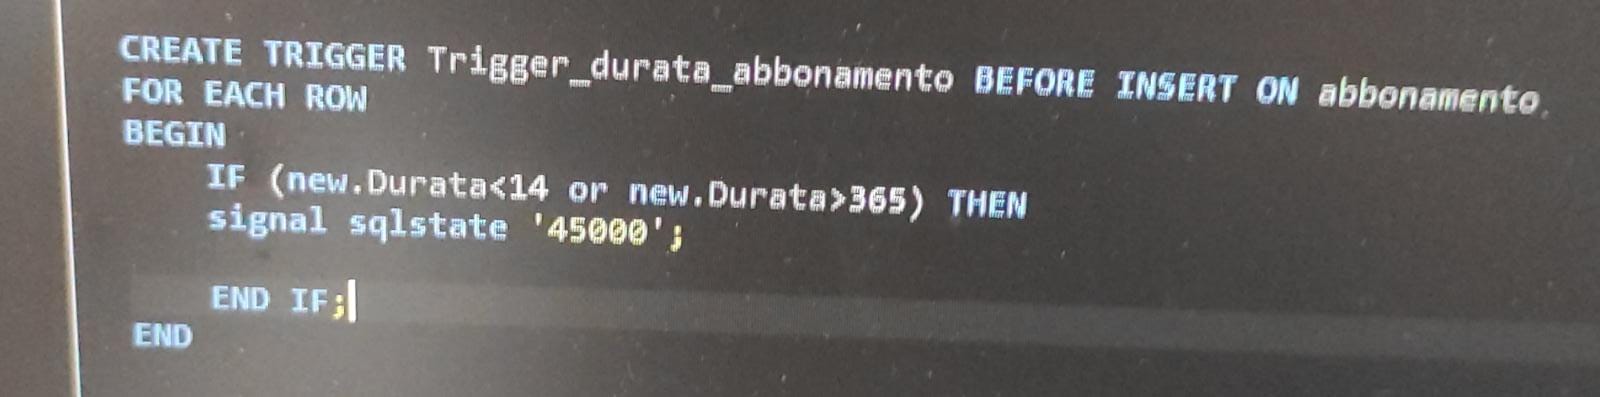 CREATE TRIGGER Trigger_durata_abbonamento BEFORE INSERT ON abbonamento
FOR EACH ROW
BEGIN
IF (new.Durata<14 or new.Durata>365) THEN
signal sqlstate '45000';
END IF;
END